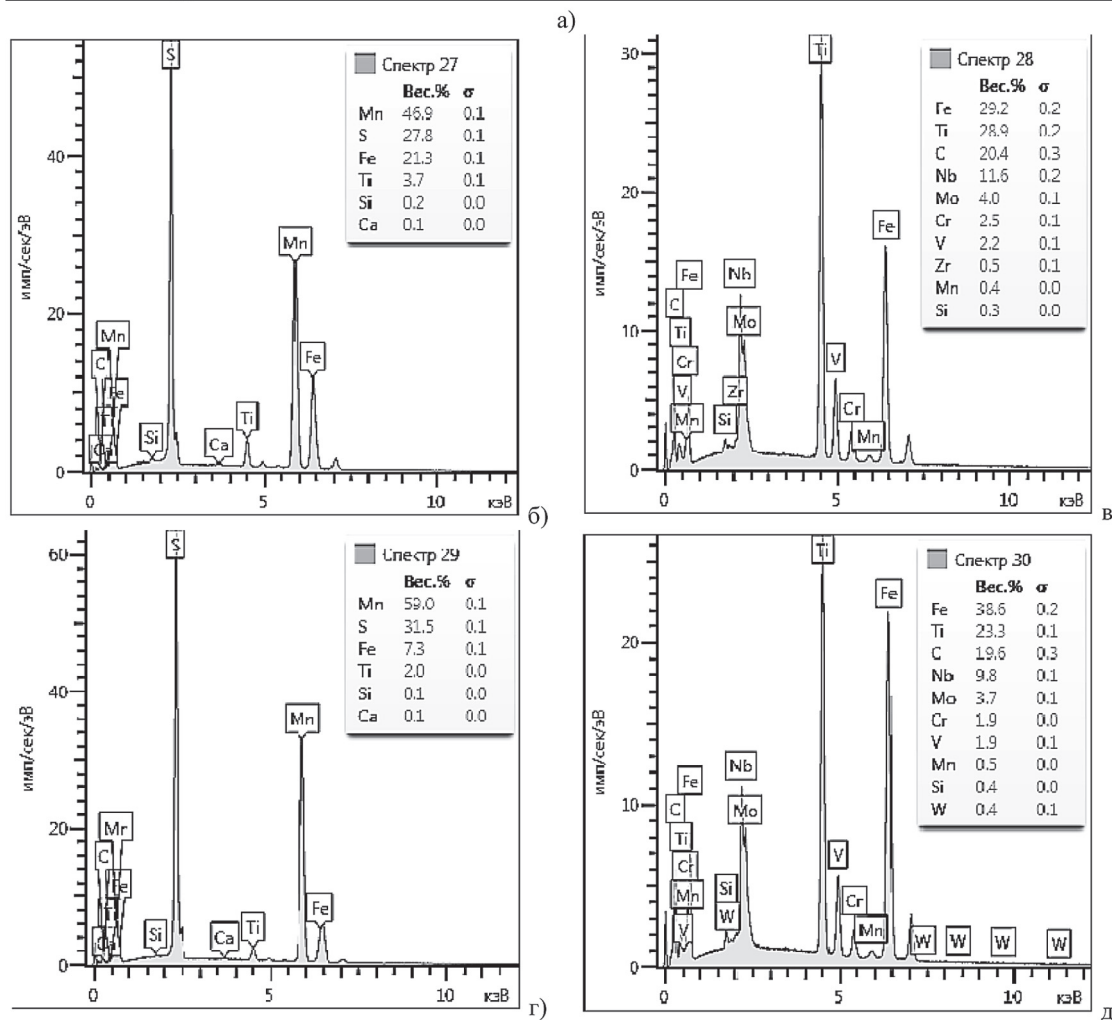 а)
Спектр 27
Вес.% σ
Mn 46.9 0.1
S 27.8 0.1
Fe 21.3 0.1
Ti 3.7 0.1
Si 0.2 0.0
Ca 0.1 0.0
S
40
20
0
имп/сек/эВ
Mn
C
Fe
Si
Ca
Ti
Mn
Fe
0 5 10 кэВ
б)
Спектр 28
Вес.% σ
Fe 29.2 0.2
Ti 28.9 0.2
C 20.4 0.3
Nb 11.6 0.2
Mo 4.0 0.1
Cr 2.5 0.1
V 2.2 0.1
Zr 0.5 0.1
Mn 0.4 0.0
Si 0.3 0.0
Ti
30
20
10
0
имп/сек/эВ
Fe
C
Ti
Cr
V
Mn
Nb
Mo
Zr
Si
V
Cr
Mn
Fe
0 5 10 кэВ
в
Спектр 29
Вес.% σ
Mn 59.0 0.1
S 31.5 0.1
Fe 7.3 0.1
Ti 2.0 0.0
Si 0.1 0.0
Ca 0.1 0.0
S
60
40
20
0
имп/сек/эВ
C
Fe
Si
Ca
Ti
Mn
Fe
0 5 10 кэВ
г)
Спектр 30
Вес.% σ
Fe 38.6 0.2
Ti 23.3 0.1
C 19.6 0.3
Nb 9.8 0.1
Mo 3.7 0.1
Cr 1.9 0.0
V 1.9 0.1
Mn 0.5 0.0
Si 0.4 0.0
W 0.4 0.1
Ti
20
10
0
имп/сек/эВ
Fe
C
Ti
Cr
Mn
V
Nb
Mo
Si
W
V
Cr
Mn
Fe
W W W W
0 5 10 кэВ
д